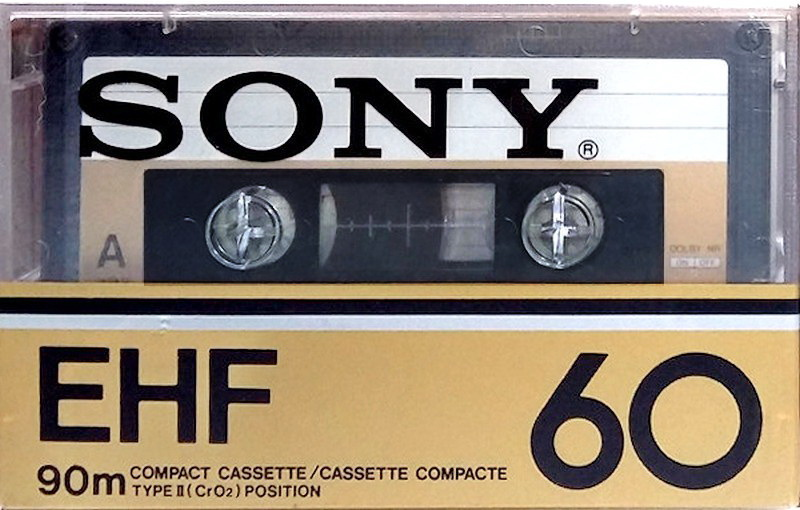 SONY®
A
DOLBY NR
ON OFF
EHF 60
90m COMPACT CASSETTE/CASSETTE COMPACTE
TYPE II (CrO2) POSITION